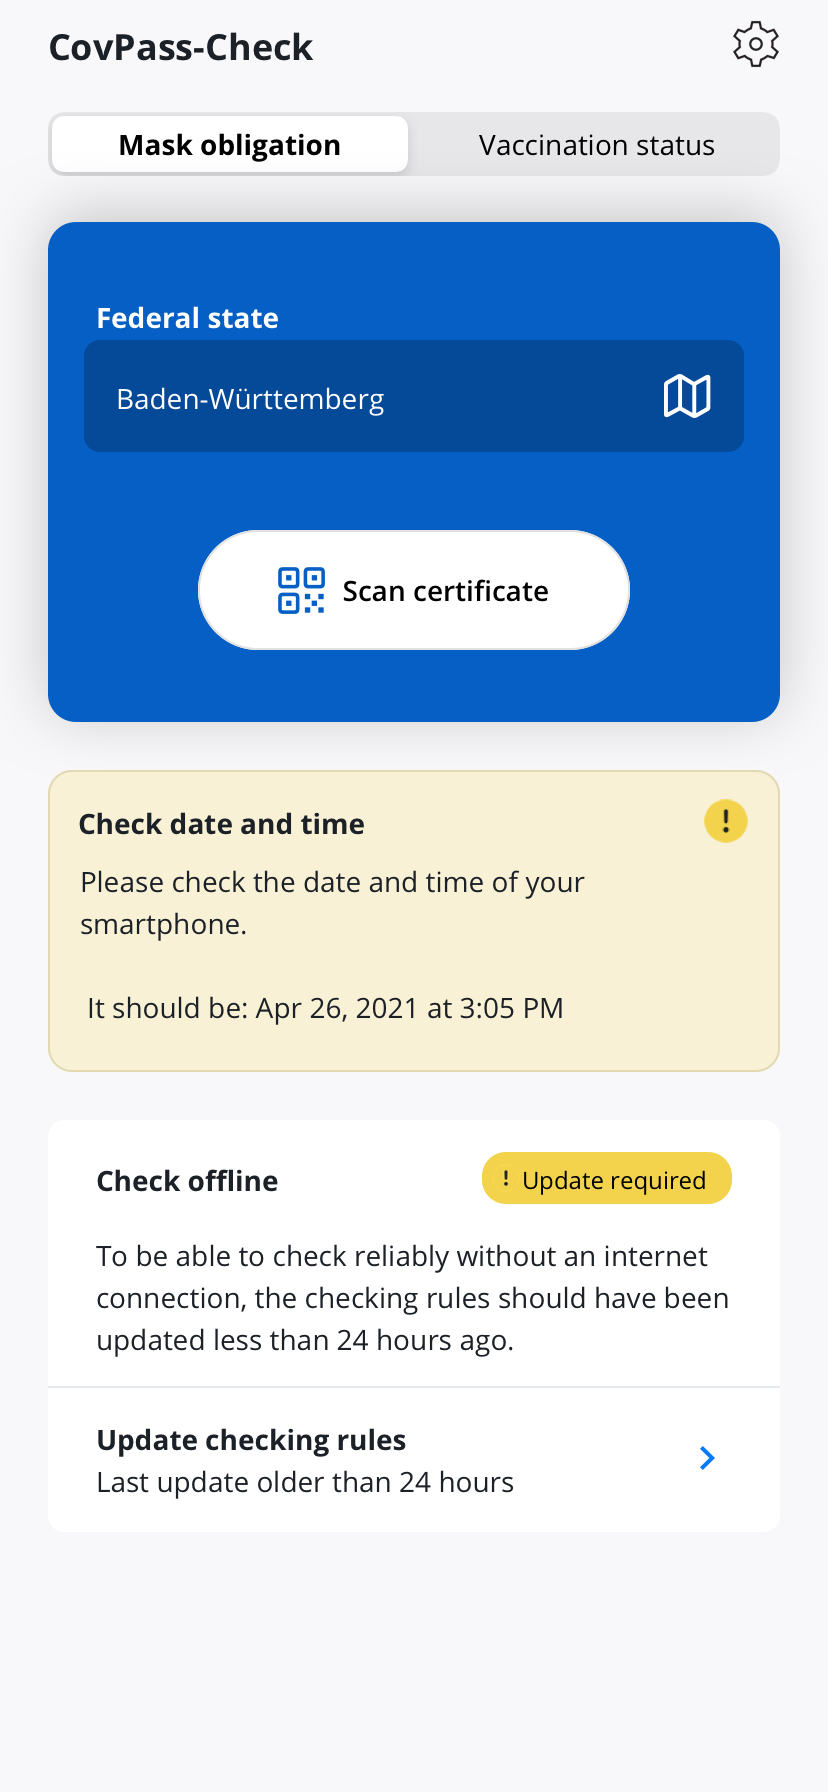 CovPass-Check
Mask obligation
Vaccination status
Federal state
Baden-Württemberg
Scan certificate
Check date and time
Please check the date and time of your
smartphone.
It should be: Apr 26, 2021 at 3:05 PM
Check offline
! Update required
To be able to check reliably without an internet
connection, the checking rules should have been
updated less than 24 hours ago.
Update checking rules
Last update older than 24 hours